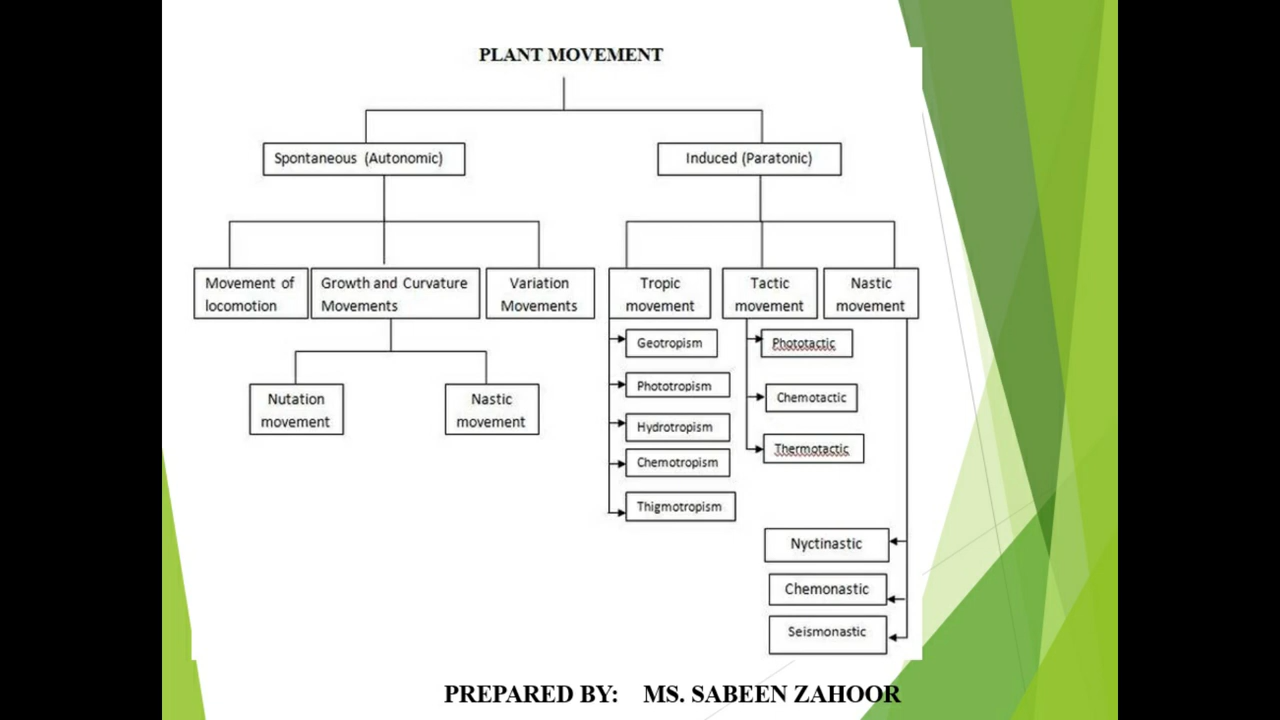 PLANT MOVEMENT
Spontaneous (Autonomic)
Induced (Paratonic)
Movement of
locomotion
Growth and Curvature
Movements
Variation
Movements
Tropic
movement
Tactic
movement
Nastic
movement
Nutation
movement
Nastic
movement
Geotropism
Phototropism
Hydrotropism
Chemotropism
Thigmotropism
Phototactic
Chemotactic
Thermotactic
Nyctinastic
Chemonastic
Seismonastic
PREPARED BY: MS. SABEEN ZAHOOR